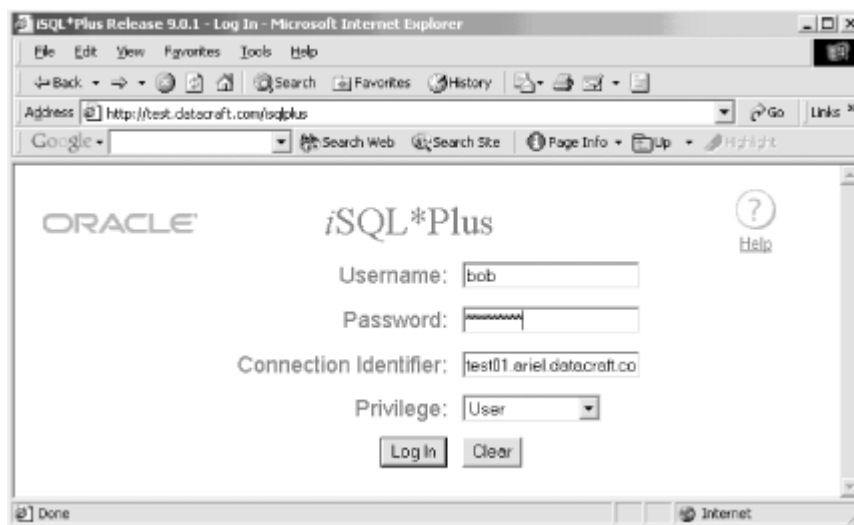 iSQL*Plus Release 9.0.1 - Log In - Microsoft Internet Explorer
File Edit View Favorites Tools Help
Back Search Favorites History
Address http://test.datacraft.com/isqlplus Go Links »
Google Search Web Search Site Page Info Up Highlight
ORACLE iSQL*Plus ?
Help
Username: bob
Password: *********
Connection Identifier: test01.ariel.datacraft.co
Privilege: User
Log In Clear
Done Internet